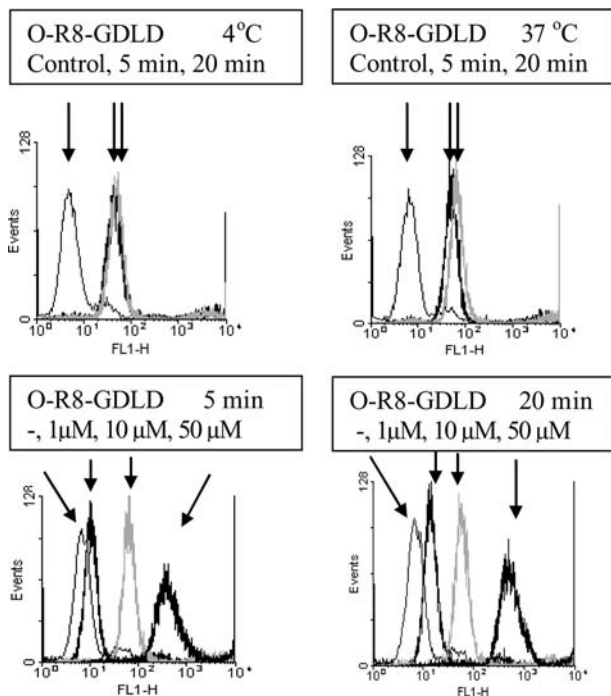 O-R8-GDLD 4°C
Control, 5 min, 20 min
128
Events
0
10⁰ 10¹ 10² 10³ 10⁴
FL1-H
O-R8-GDLD 37 °C
Control, 5 min, 20 min
128
Events
0
10⁰ 10¹ 10² 10³ 10⁴
FL1-H
O-R8-GDLD 5 min
-, 1µM, 10 µM, 50 µM
128
Events
0
10⁰ 10¹ 10² 10³ 10⁴
FL1-H
O-R8-GDLD 20 min
-, 1µM, 10 µM, 50 µM
128
Events
0
10⁰ 10¹ 10² 10³ 10⁴
FL1-H